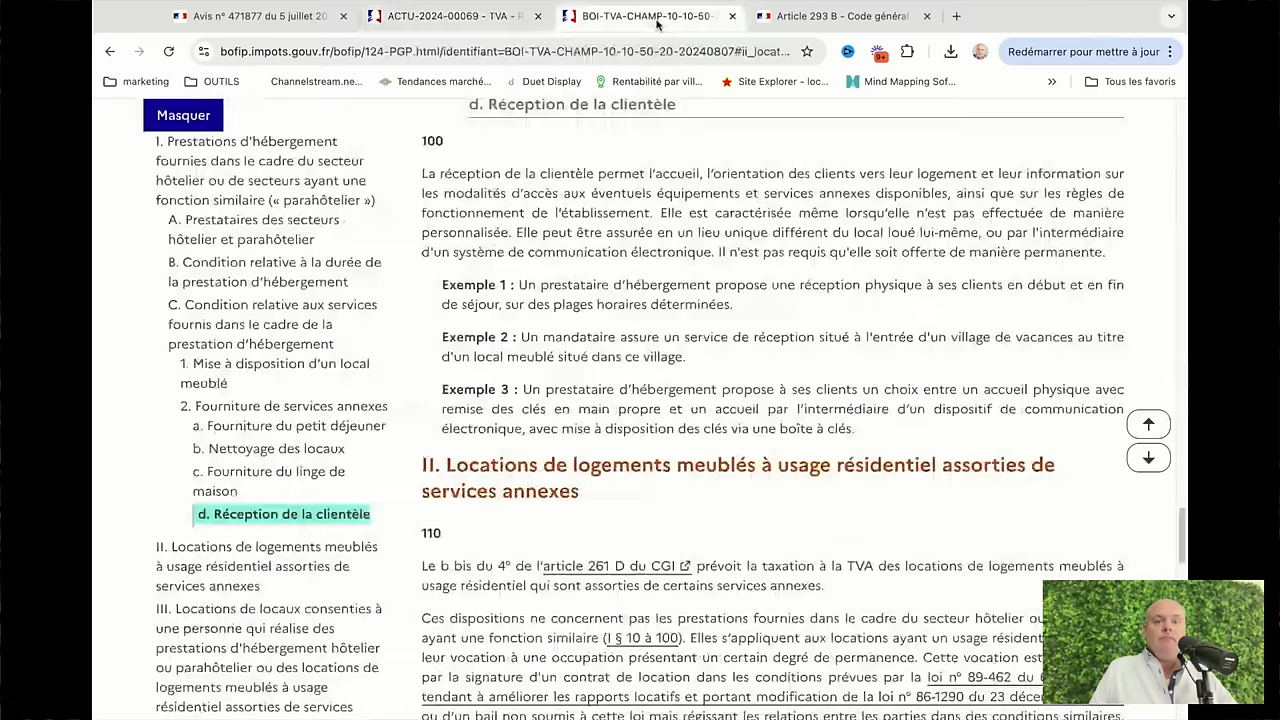 Avis n° 471877 du 5 juillet 20
ACTU-2024-00069 - TVA - R
BOI-TVA-CHAMP-10-10-50-
Article 293 B - Code général
bofip.impots.gouv.fr/bofip/124-PGP.html/identifiant=BOI-TVA-CHAMP-10-10-50-20-20240807#ii_locat...
9+
Redémarrer pour mettre à jour
marketing
OUTILS
Channelstream.ne...
Tendances marché...
Duet Display
Rentabilité par vill...
Site Explorer - loc...
Mind Mapping Sof...
»
Tous les favoris
Masquer
I. Prestations d'hébergement
fournies dans le cadre du secteur
hôtelier ou de secteurs ayant une
fonction similaire (« parahôtelier »)
A. Prestataires des secteurs
hôtelier et parahôtelier
B. Condition relative à la durée de
la prestation d'hébergement
C. Condition relative aux services
fournis dans le cadre de la
prestation d'hébergement
1. Mise à disposition d'un local
meublé
2. Fourniture de services annexes
a. Fourniture du petit déjeuner
b. Nettoyage des locaux
c. Fourniture du linge de
maison
d. Réception de la clientèle
II. Locations de logements meublés
à usage résidentiel assorties de
services annexes
III. Locations de locaux consenties à
une personne qui réalise des
prestations d'hébergement hôtelier
ou parahôtelier ou des locations de
logements meublés à usage
résidentiel assorties de services
d. Réception de la clientèle
100
La réception de la clientèle permet l'accueil, l'orientation des clients vers leur logement et leur information sur
les modalités d'accès aux éventuels équipements et services annexes disponibles, ainsi que sur les règles de
fonctionnement de l'établissement. Elle est caractérisée même lorsqu'elle n'est pas effectuée de manière
personnalisée. Elle peut être assurée en un lieu unique différent du local loué lui-même, ou par l'intermédiaire
d'un système de communication électronique. Il n'est pas requis qu'elle soit offerte de manière permanente.
Exemple 1 : Un prestataire d'hébergement propose une réception physique à ses clients en début et en fin
de séjour, sur des plages horaires déterminées.
Exemple 2 : Un mandataire assure un service de réception situé à l'entrée d'un village de vacances au titre
d'un local meublé situé dans ce village.
Exemple 3 : Un prestataire d'hébergement propose à ses clients un choix entre un accueil physique avec
remise des clés en main propre et un accueil par l'intermédiaire d'un dispositif de communication
électronique, avec mise à disposition des clés via une boîte à clés.
II. Locations de logements meublés à usage résidentiel assorties de
services annexes
110
Le b bis du 4° de l'article 261 D du CGI prévoit la taxation à la TVA des locations de logements meublés à
usage résidentiel qui sont assorties de certains services annexes.
Ces dispositions ne concernent pas les prestations fournies dans le cadre du secteur hôtelier ou
ayant une fonction similaire (I § 10 à 100). Elles s'appliquent aux locations ayant un usage résident
leur vocation à une occupation présentant un certain degré de permanence. Cette vocation est
par la signature d'un contrat de location dans les conditions prévues par la loi n° 89-462 du 6
tendant à améliorer les rapports locatifs et portant modification de la loi n° 86-1290 du 23 déce
ou d'un bail non soumis à cette loi mais régissant les relations entre les parties dans des conditions similaires.